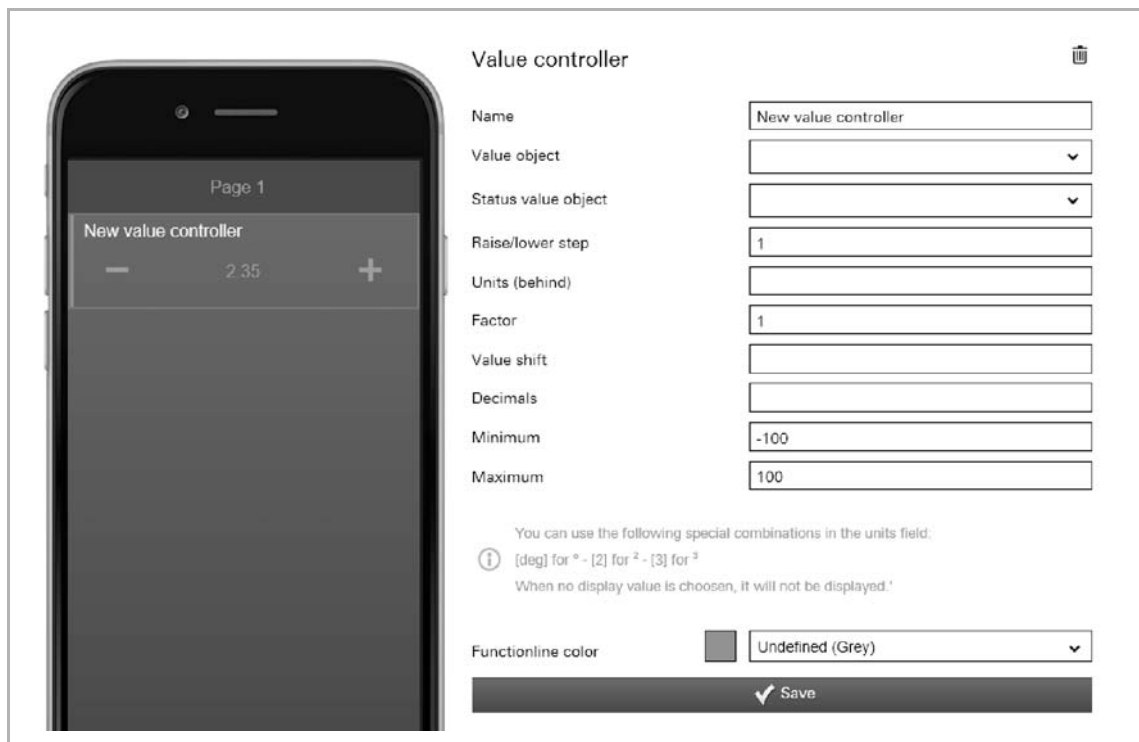 Page 1
New value controller
2.35
Value controller
Name New value controller
Value object
Status value object
Raise/lower step 1
Units (behind)
Factor 1
Value shift
Decimals
Minimum -100
Maximum 100
You can use the following special combinations in the units field:
[deg] for º - [2] for ² - [3] for ³
When no display value is choosen, it will not be displayed.'
Functionline color Undefined (Grey)
Save